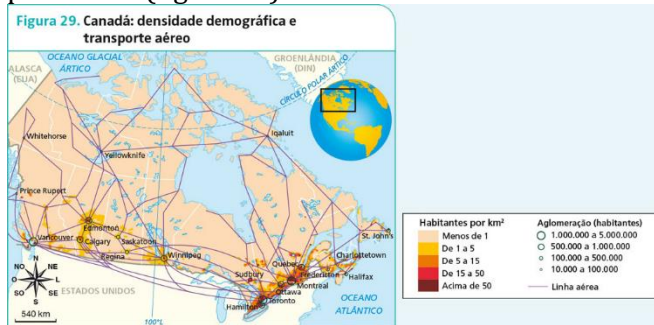 Figura 29. Canadá: densidade demográfica e
transporte aéreo
OCEANO GLACIAL
ÁRTICO
GROENLÂNDIA
(DIN)
ALASCA
(EUA)
CÍRCULO POLAR ÁRTICO
Whitehorse
Iqaluit
Yellowknife
Prince Rupert
Edmonton
Vancouver
Calgary
Saskatoon
Regina
Winnipeg
St. John's
Charlottetown
Quebec
Fredericton
Sudbury
Halifax
Montreal
Ottawa
Toronto
Hamilton
ESTADOS UNIDOS
OCEANO
ATLÂNTICO
N
NO
NE
O
L
SO
SE
S
540 km
100°L
Habitantes por km²
Menos de 1
De 1 a 5
De 5 a 15
De 15 a 50
Acima de 50
Aglomeração (habitantes)
1.000.000 a 5.000.000
500.000 a 1.000.000
100.000 a 500.000
10.000 a 100.000
Linha aérea